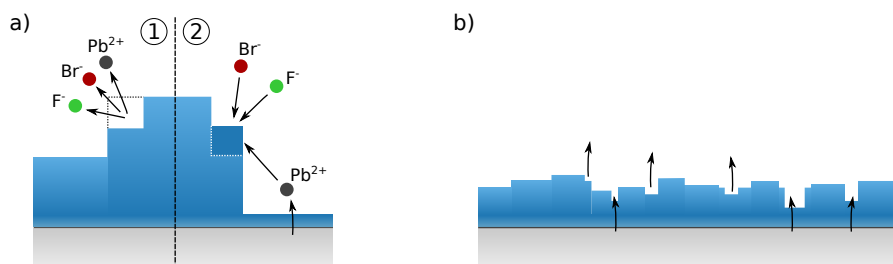 a)
① ②
Pb²⁺
Br⁻
F⁻
Br⁻
F⁻
Pb²⁺
b)